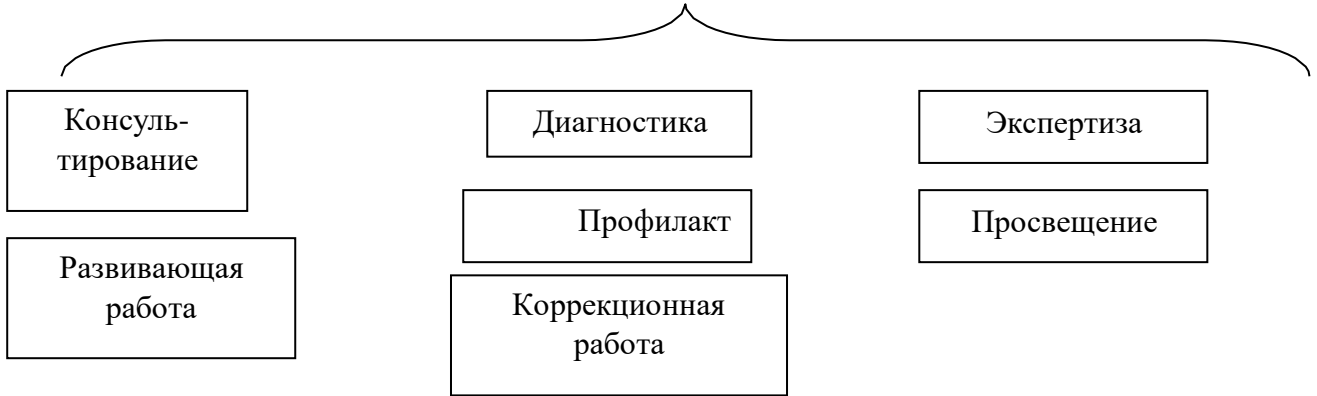 Консуль-
тирование
Диагностика
Экспертиза
Профилакт
Просвещение
Развивающая
работа
Коррекционная
работа